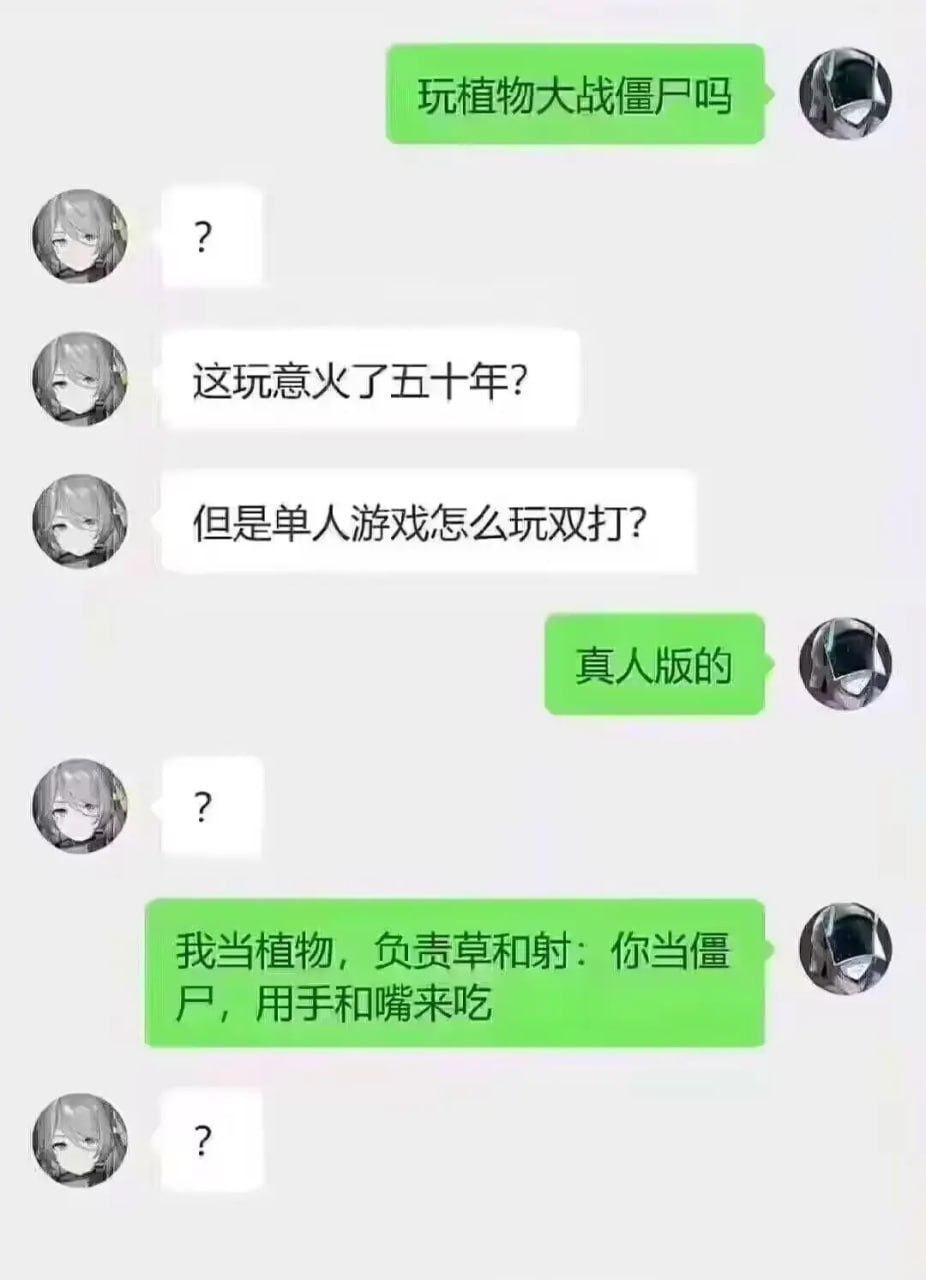 玩植物大战僵尸吗
？
这玩意火了五十年？
但是单人游戏怎么玩双打？
真人版的
？
我当植物，负责草和射：你当僵
尸，用手和嘴来吃
？